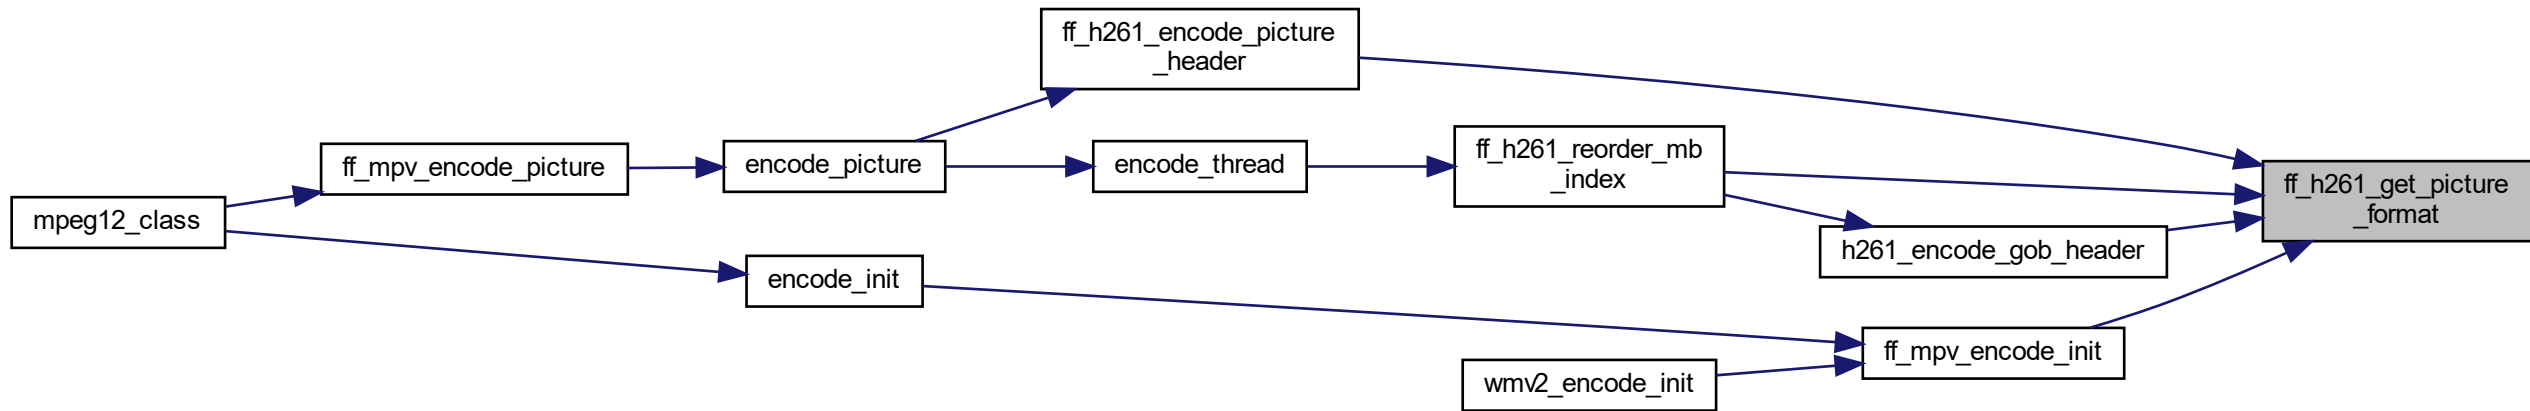 ff_h261_encode_picture
_header
ff_mpv_encode_picture
encode_picture
encode_thread
ff_h261_reorder_mb
_index
ff_h261_get_picture
_format
mpeg12_class
h261_encode_gob_header
encode_init
ff_mpv_encode_init
wmv2_encode_init